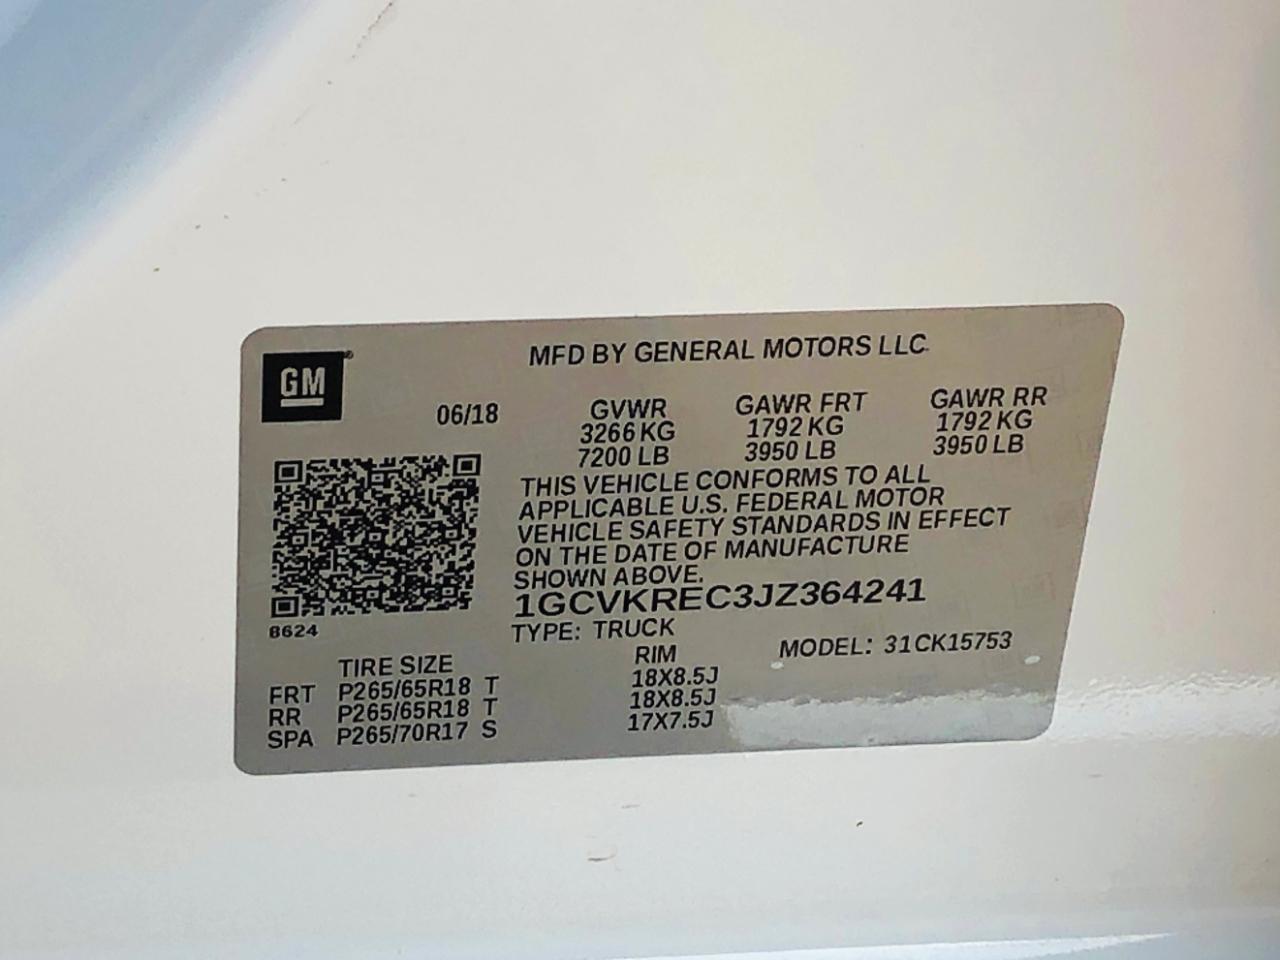 GM®
MFD BY GENERAL MOTORS LLC
06/18
GVWR GAWR FRT GAWR RR
3266 KG 1792 KG 1792 KG
7200 LB 3950 LB 3950 LB
THIS VEHICLE CONFORMS TO ALL
APPLICABLE U.S. FEDERAL MOTOR
VEHICLE SAFETY STANDARDS IN EFFECT
ON THE DATE OF MANUFACTURE
SHOWN ABOVE.
1GCVKREC3JZ364241
8624
TYPE: TRUCK MODEL: 31CK15753
TIRE SIZE RIM
FRT P265/65R18 T 18X8.5J
RR P265/65R18 T 18X8.5J
SPA P265/70R17 S 17X7.5J